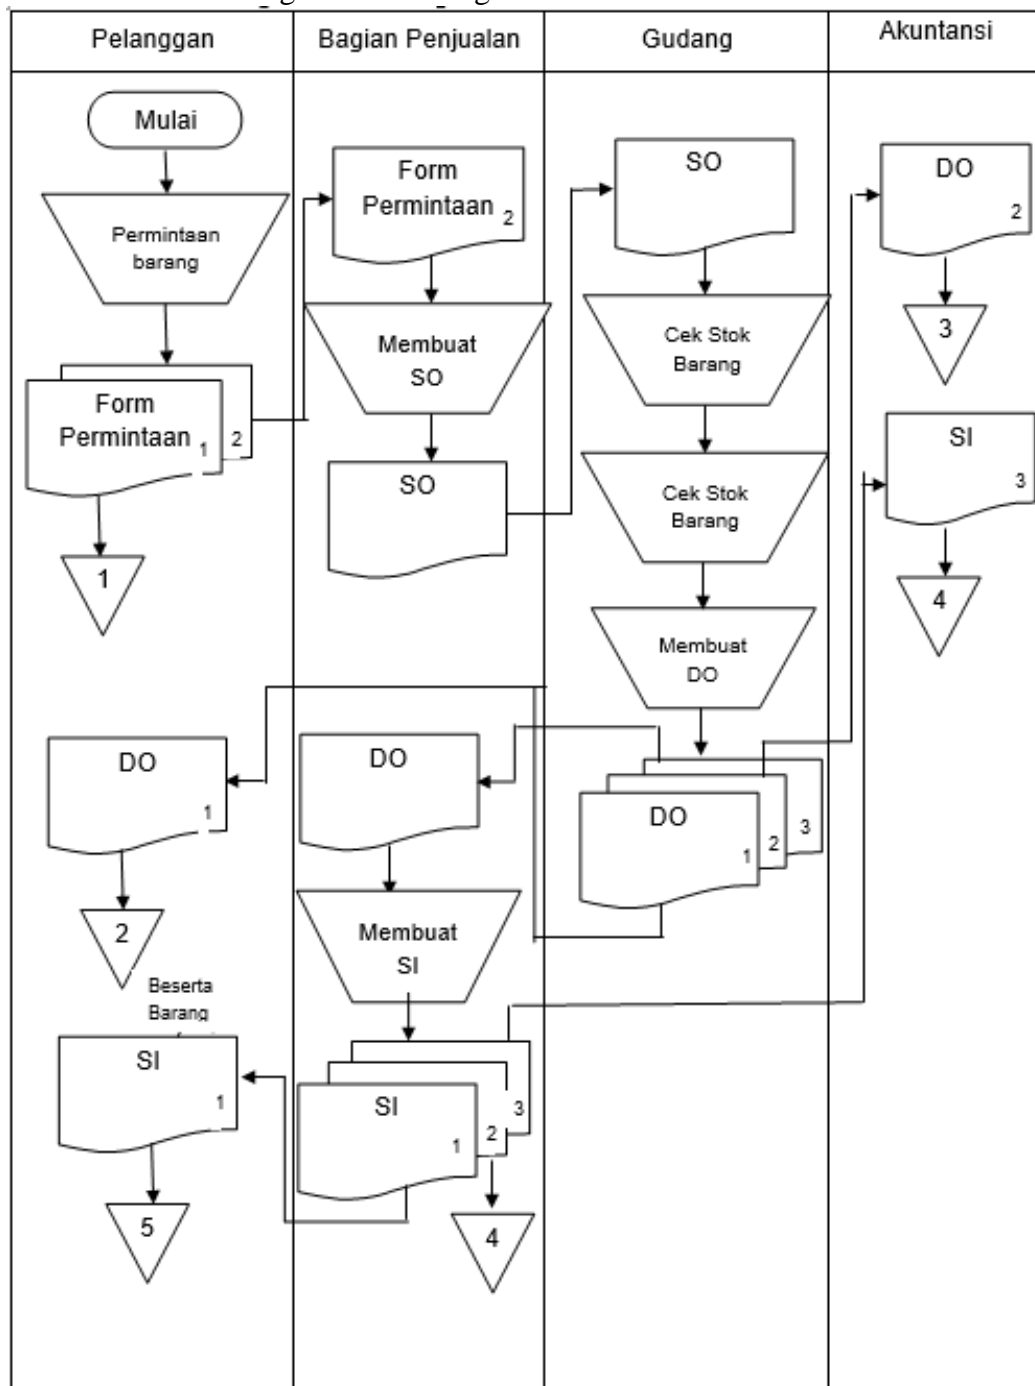 Pelanggan
Bagian Penjualan
Gudang
Akuntansi
Mulai
Permintaan
barang
Form
Permintaan
1
2
1
DO
1
2
Beserta
Barang
SI
1
5
Form
Permintaan
2
Membuat
SO
SO
DO
Membuat
SI
SI
1
2
3
4
SO
Cek Stok
Barang
Cek Stok
Barang
Membuat
DO
DO
1
2
3
DO
2
3
SI
3
4